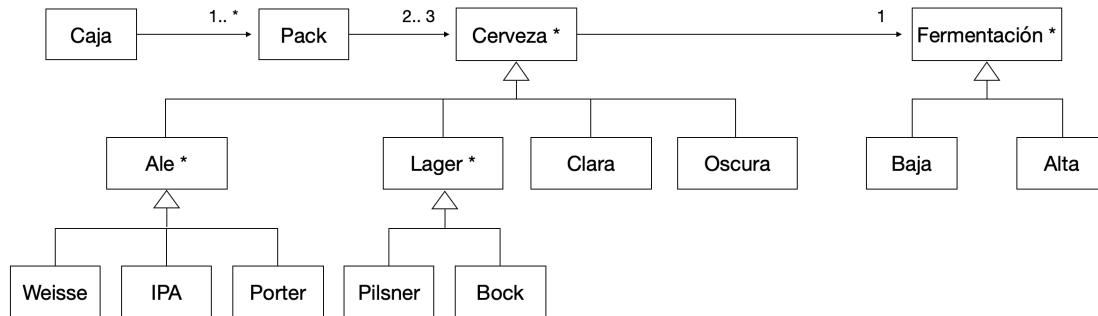 1.. *
2.. 3
1
Caja
Pack
Cerveza *
Fermentación *
Ale *
Lager *
Clara
Oscura
Baja
Alta
Weisse
IPA
Porter
Pilsner
Bock